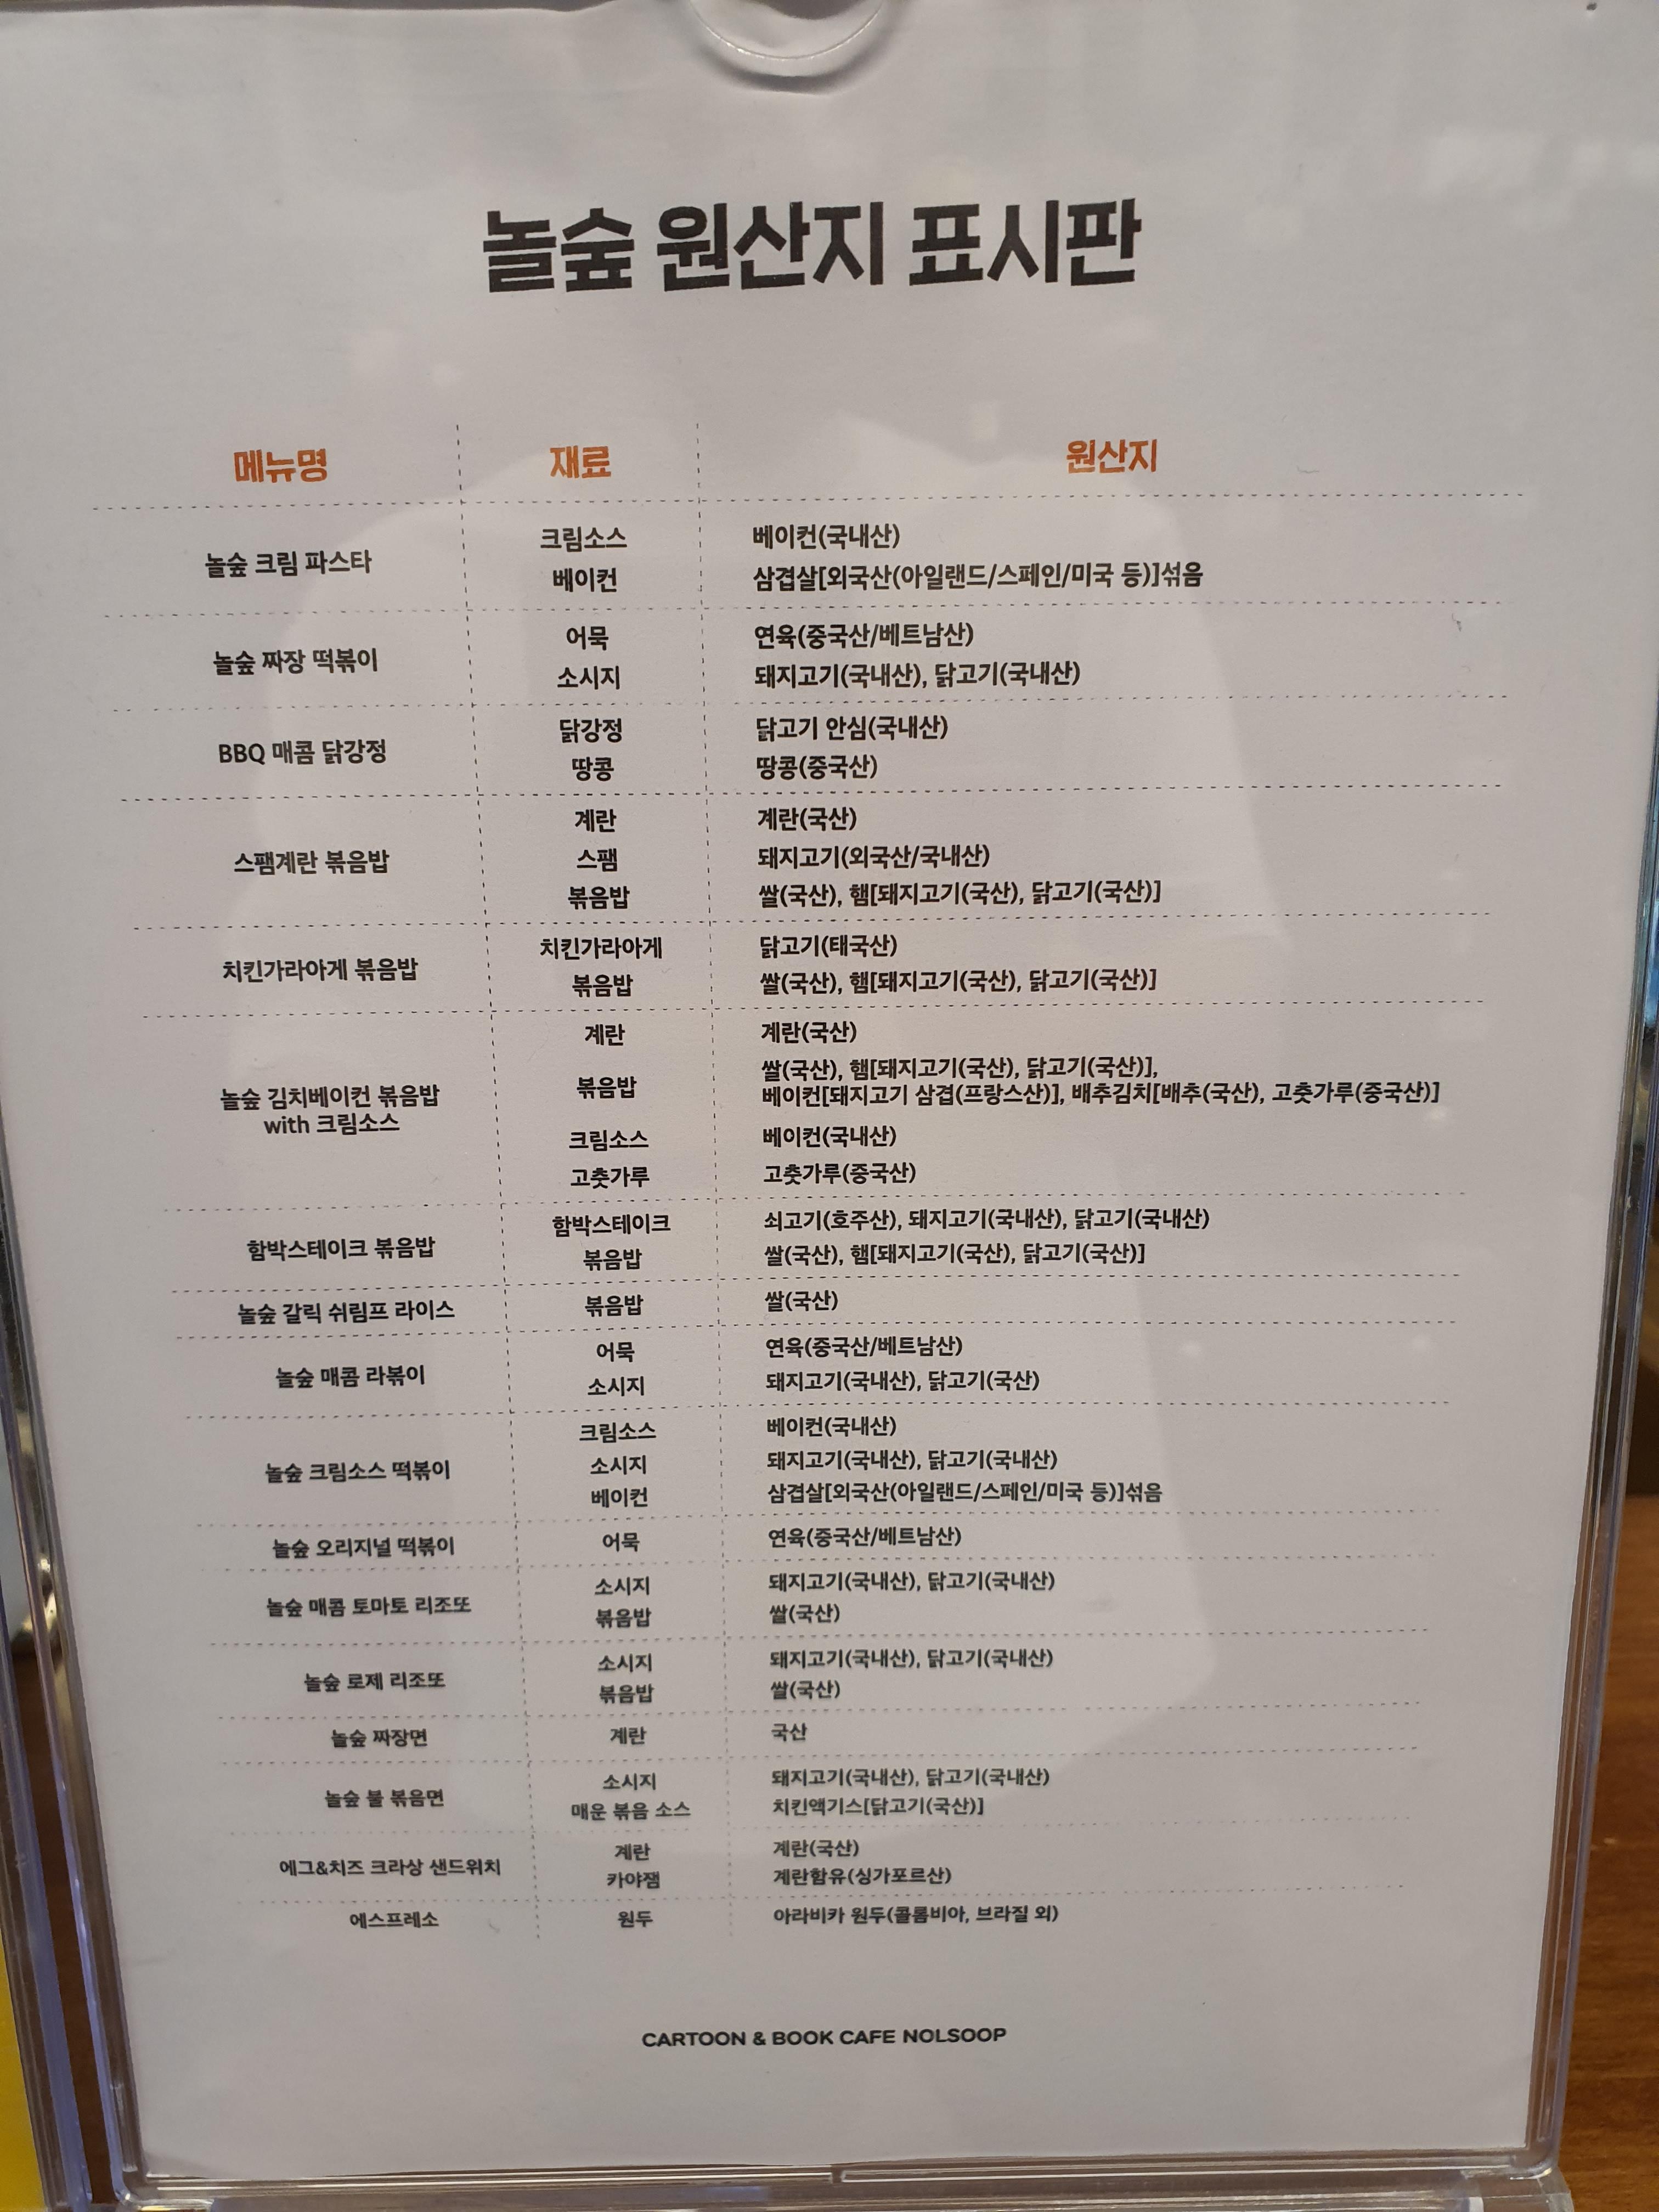 놀숲 원산지 표시판
메뉴명 재료 원산지
놀숲 크림 파스타
크림소스 베이컨(국내산)
베이컨 삼겹살[외국산(아일랜드/스페인/미국 등)]섞음
놀숲 짜장 떡볶이
어묵 연육(중국산/베트남산)
소시지 돼지고기(국내산), 닭고기(국내산)
BBQ 매콤 닭강정
닭강정 닭고기 안심(국내산)
땅콩 땅콩(중국산)
스팸계란 볶음밥
계란 계란(국산)
스팸 돼지고기(외국산/국내산)
볶음밥 쌀(국산), 햄[돼지고기(국산), 닭고기(국산)]
치킨가라아게 볶음밥
치킨가라아게 닭고기(태국산)
볶음밥 쌀(국산), 햄[돼지고기(국산), 닭고기(국산)]
놀숲 김치베이컨 볶음밥
with 크림소스
계란 계란(국산)
볶음밥 쌀(국산), 햄[돼지고기(국산), 닭고기(국산)],
베이컨[돼지고기 삼겹(프랑스산)], 배추김치[배추(국산), 고춧가루(중국산)]
크림소스 베이컨(국내산)
고춧가루 고춧가루(중국산)
함박스테이크 볶음밥
함박스테이크 쇠고기(호주산), 돼지고기(국내산), 닭고기(국내산)
볶음밥 쌀(국산), 햄[돼지고기(국산), 닭고기(국산)]
놀숲 갈릭 쉬림프 라이스 볶음밥 쌀(국산)
놀숲 매콤 라볶이
어묵 연육(중국산/베트남산)
소시지 돼지고기(국내산), 닭고기(국산)
놀숲 크림소스 떡볶이
크림소스 베이컨(국내산)
소시지 돼지고기(국내산), 닭고기(국내산)
베이컨 삼겹살[외국산(아일랜드/스페인/미국 등)]섞음
놀숲 오리지널 떡볶이 어묵 연육(중국산/베트남산)
놀숲 매콤 토마토 리조또
소시지 돼지고기(국내산), 닭고기(국내산)
볶음밥 쌀(국산)
놀숲 로제 리조또
소시지 돼지고기(국내산), 닭고기(국내산)
볶음밥 쌀(국산)
놀숲 짜장면 계란 국산
놀숲 불 볶음면
소시지 돼지고기(국내산), 닭고기(국내산)
매운 볶음 소스 치킨액기스[닭고기(국산)]
에그&치즈 크라상 샌드위치
계란 계란(국산)
카야잼 계란함유(싱가포르산)
에스프레소 원두 아라비카 원두(콜롬비아, 브라질 외)
CARTOON & BOOK CAFE NOLSOOP